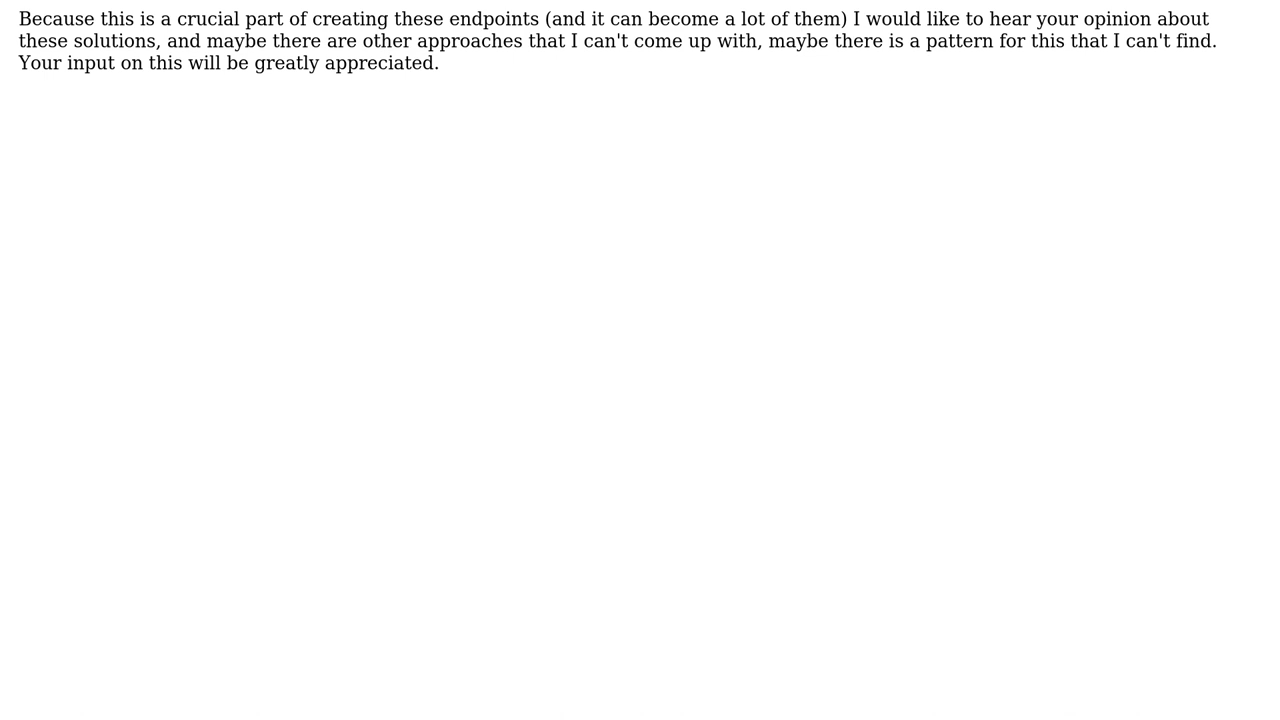 Because this is a crucial part of creating these endpoints (and it can become a lot of them) I would like to hear your opinion about
these solutions, and maybe there are other approaches that I can't come up with, maybe there is a pattern for this that I can't find.
Your input on this will be greatly appreciated.